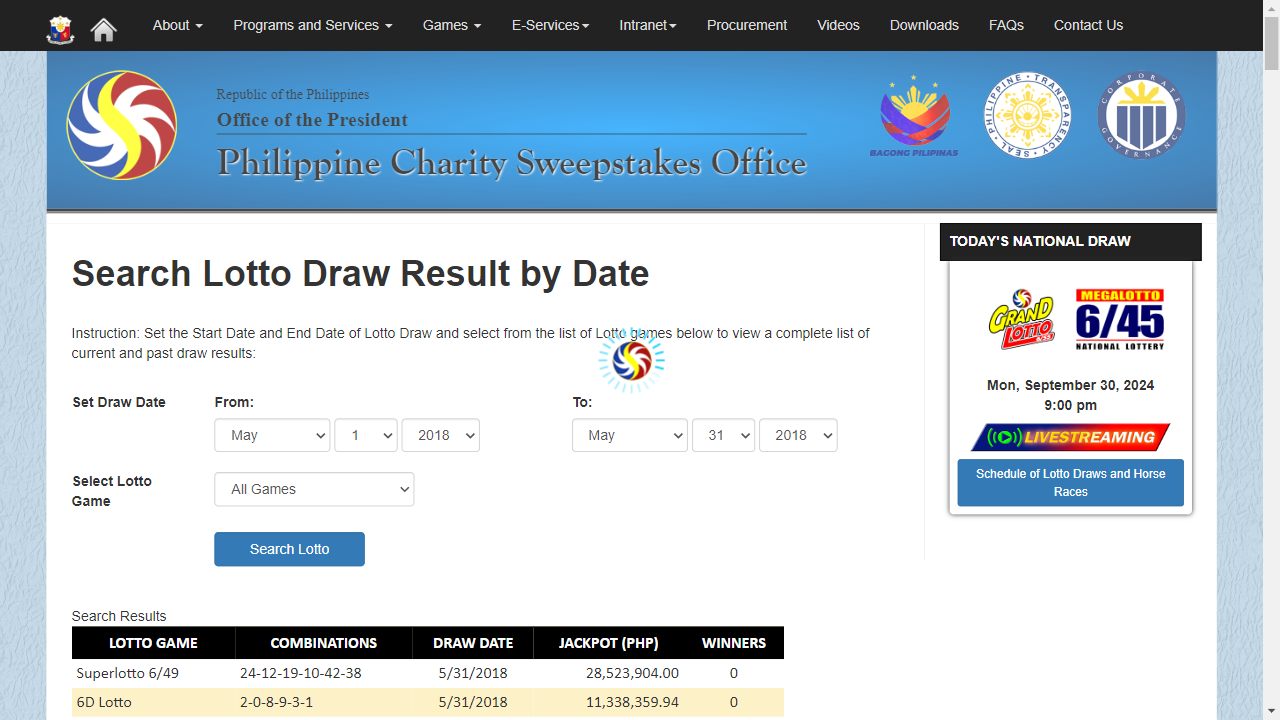 About
Programs and Services
Games
E-Services
Intranet
Procurement
Videos
Downloads
FAQs
Contact Us
Republic of the Philippines
Office of the President
Philippine Charity Sweepstakes Office
BAGONG PILIPINAS
PHILIPPINE TRANSPARENCY SEAL
CORPORATE GOVERNANCE
Search Lotto Draw Result by Date
Instruction: Set the Start Date and End Date of Lotto Draw and select from the list of Lotto games below to view a complete list of
current and past draw results:
Set Draw Date From: To:
May 1 2018 May 31 2018
Select Lotto
Game
All Games
Search Lotto
Search Results
LOTTO GAME COMBINATIONS DRAW DATE JACKPOT (PHP) WINNERS
Superlotto 6/49 24-12-19-10-42-38 5/31/2018 28,523,904.00 0
6D Lotto 2-0-8-9-3-1 5/31/2018 11,338,359.94 0
TODAY'S NATIONAL DRAW
GRAND
LOTTO
6/55
MEGALOTTO
6/45
NATIONAL LOTTERY
Mon, September 30, 2024
9:00 pm
LIVESTREAMING
Schedule of Lotto Draws and Horse
Races